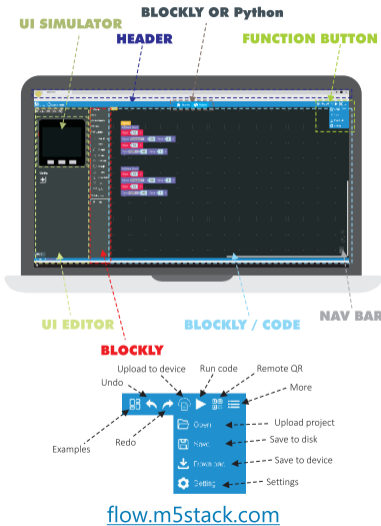 BLOCKLY OR Python
UI SIMULATOR
HEADER
FUNCTION BUTTON
UI EDITOR
BLOCKLY / CODE
NAV BAR
BLOCKLY
Upload to device
Run code
Remote QR
Undo
More
Examples
Redo
Open
Upload project
Save
Save to disk
Download
Save to device
Setting
Settings
flow.m5stack.com